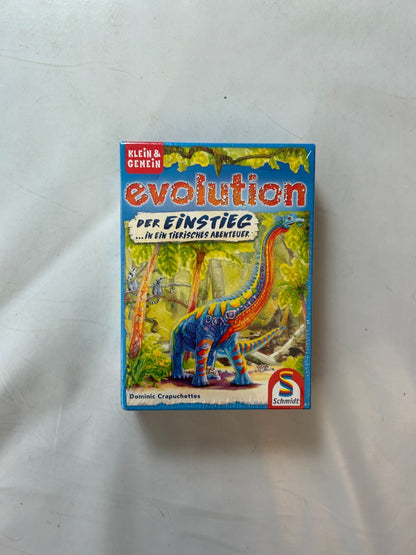 KLEIN &
GEMEIN
evolution
DER EINSTIEG
...IN EIN TIERISCHES ABENTEUER
Dominic Crapuchettes
S
Schmidt